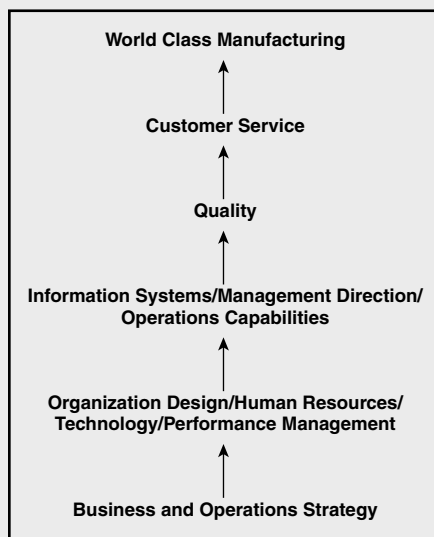 World Class Manufacturing
Customer Service
Quality
Information Systems/Management Direction/
Operations Capabilities
Organization Design/Human Resources/
Technology/Performance Management
Business and Operations Strategy